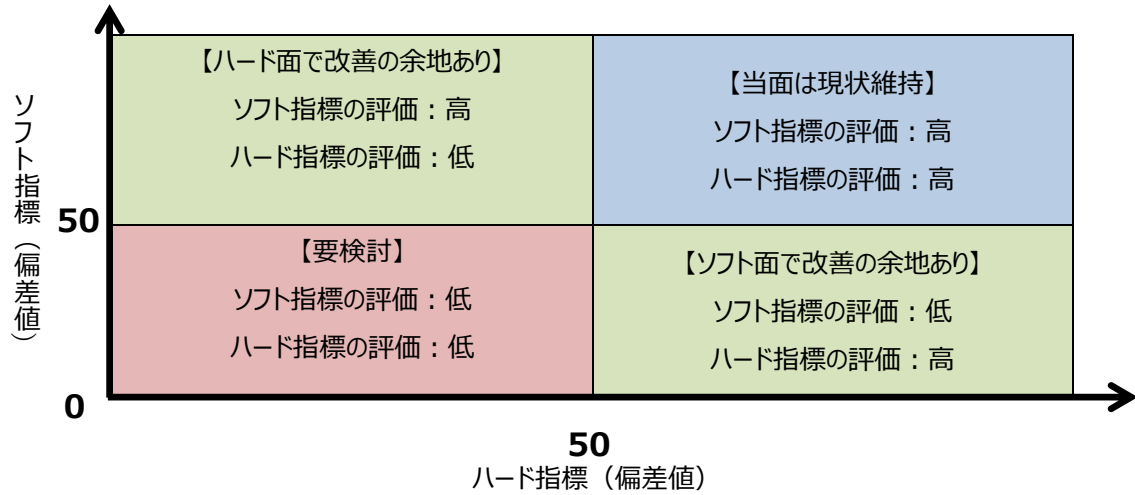 ソフト指標（偏差値）
【ハード面で改善の余地あり】
ソフト指標の評価：高
ハード指標の評価：低
【当面は現状維持】
ソフト指標の評価：高
ハード指標の評価：高
50
【要検討】
ソフト指標の評価：低
ハード指標の評価：低
【ソフト面で改善の余地あり】
ソフト指標の評価：低
ハード指標の評価：高
0
50
ハード指標（偏差値）